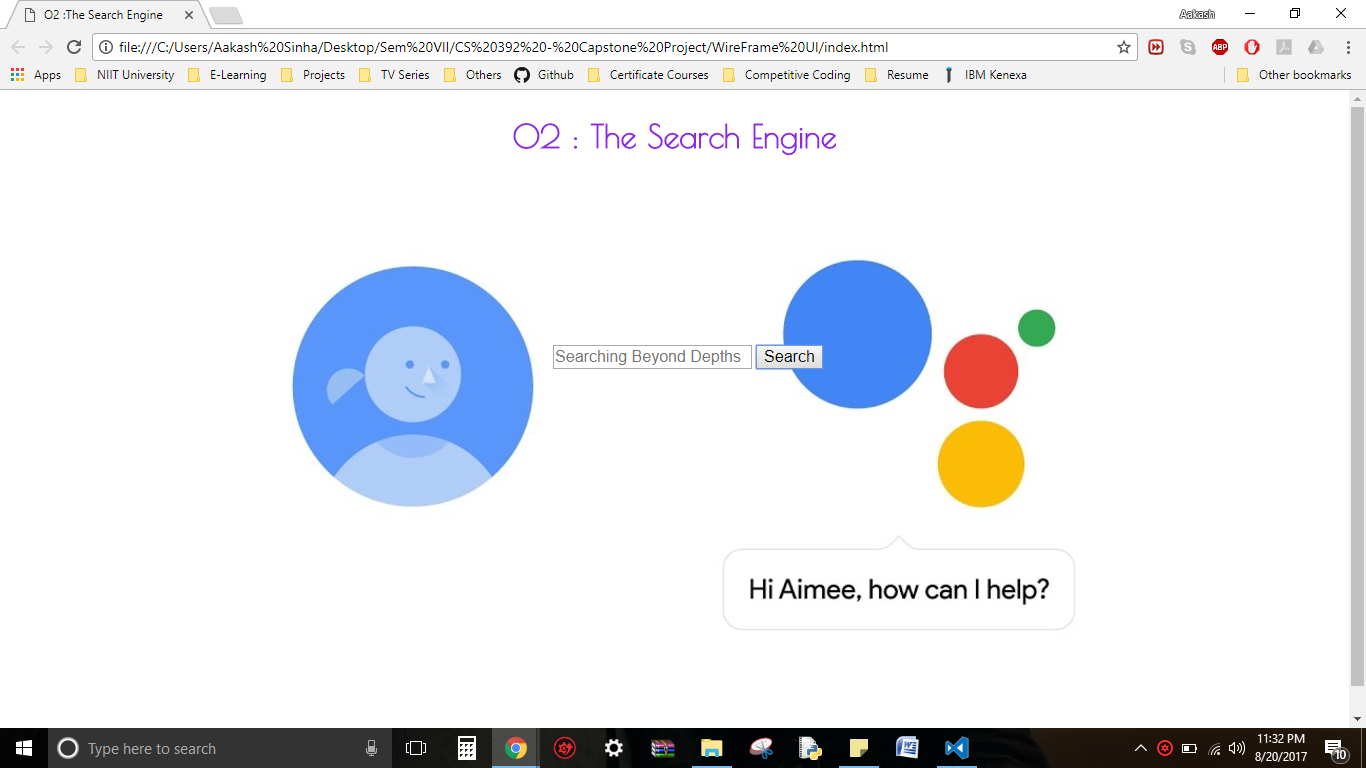 O2 :The Search Engine
Aakash
file:///C:/Users/Aakash%20Sinha/Desktop/Sem%20VII/CS%20392%20-%20Capstone%20Project/WireFrame%20UI/index.html
ABP
Apps NIIT University E-Learning Projects TV Series Others Github Certificate Courses Competitive Coding Resume IBM Kenexa Other bookmarks
O2 : The Search Engine
Searching Beyond Depths Search
Hi Aimee, how can I help?
Type here to search
11:32 PM
8/20/2017
10